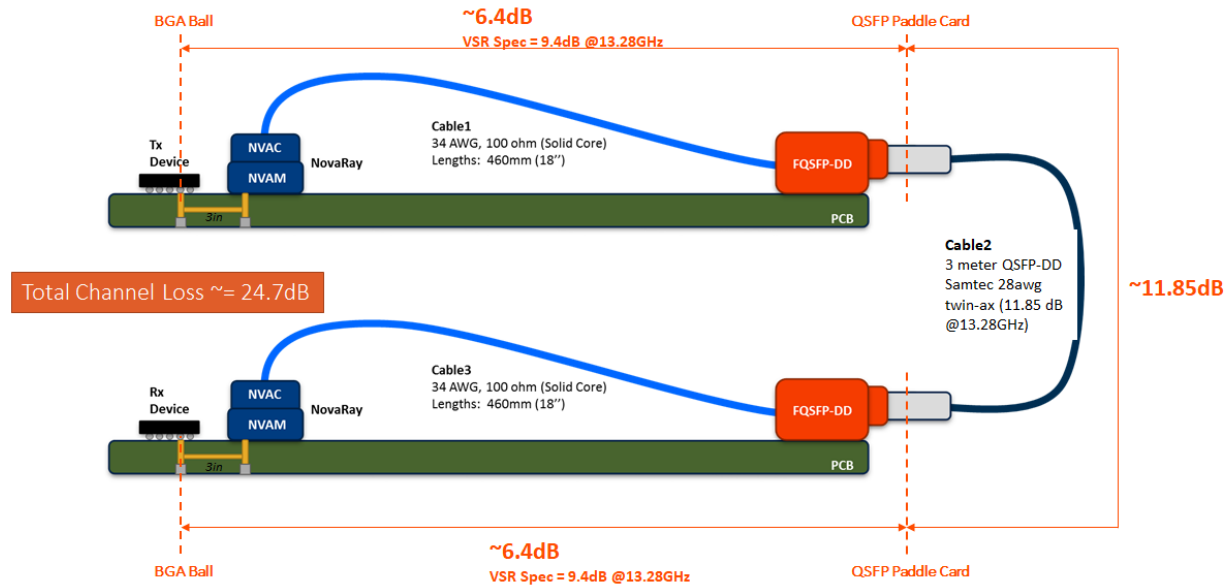 BGA Ball
~6.4dB
VSR Spec = 9.4dB @13.28GHz
QSFP Paddle Card
Tx
Device
NVAC
NVAM
NovaRay
Cable1
34 AWG, 100 ohm (Solid Core)
Lengths: 460mm (18’’)
FQSFP-DD
3in
PCB
Cable2
3 meter QSFP-DD
Samtec 28awg
twin-ax (11.85 dB
@13.28GHz)
~11.85dB
Total Channel Loss ~= 24.7dB
Rx
Device
NVAC
NVAM
NovaRay
Cable3
34 AWG, 100 ohm (Solid Core)
Lengths: 460mm (18’’)
FQSFP-DD
3in
PCB
BGA Ball
~6.4dB
VSR Spec = 9.4dB @13.28GHz
QSFP Paddle Card